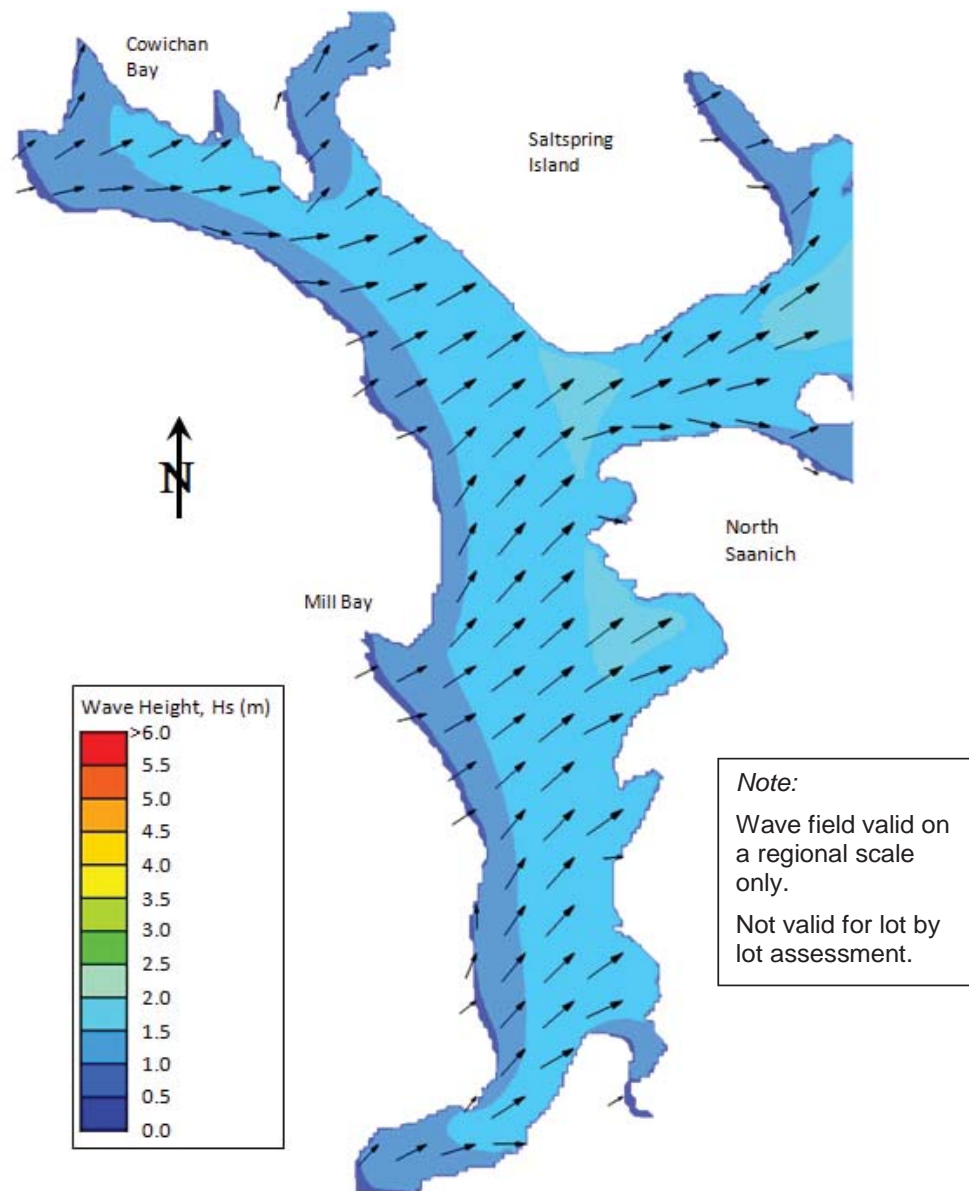 Cowichan
Bay
Saltspring
Island
N
North
Saanich
Mill Bay
Wave Height, Hs (m)
>6.0
5.5
5.0
4.5
4.0
3.5
3.0
2.5
2.0
1.5
1.0
0.5
0.0
Note:
Wave field valid on
a regional scale
only.
Not valid for lot by
lot assessment.